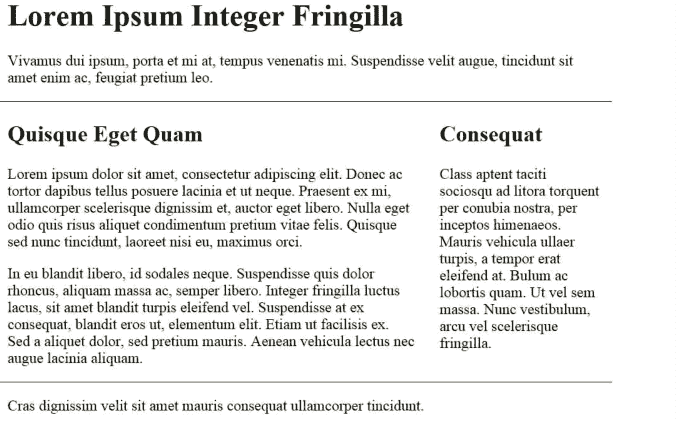 Lorem Ipsum Integer Fringilla
Vivamus dui ipsum, porta et mi at, tempus venenatis mi. Suspendisse velit augue, tincidunt sit
amet enim ac, feugiat pretium leo.
Quisque Eget Quam
Lorem ipsum dolor sit amet, consectetur adipiscing elit. Donec ac
tortor dapibus tellus posuere lacinia et ut neque. Praesent ex mi,
ullamcorper scelerisque dignissim et, auctor eget libero. Nulla eget
odio quis risus aliquet condimentum pretium vitae felis. Quisque
sed nunc tincidunt, laoreet nisi eu, maximus orci.
In eu blandit libero, id sodales neque. Suspendisse quis dolor
rhoncus, aliquam massa ac, semper libero. Integer fringilla luctus
lacus, sit amet blandit turpis eleifend vel. Suspendisse at ex
consequat, blandit eros ut, elementum elit. Etiam ut facilisis ex.
Sed a aliquet dolor, sed pretium mauris. Aenean vehicula lectus nec
augue lacinia aliquam.
Consequat
Class aptent taciti
sociosqu ad litora torquent
per conubia nostra, per
inceptos himenaeos.
Mauris vehicula ullaer
turpis, a tempor erat
eleifend at. Bulum ac
lobortis quam. Ut vel sem
massa. Nunc vestibulum,
arcu vel scelerisque
fringilla.
Cras dignissim velit sit amet mauris consequat ullamcorper tincidunt.